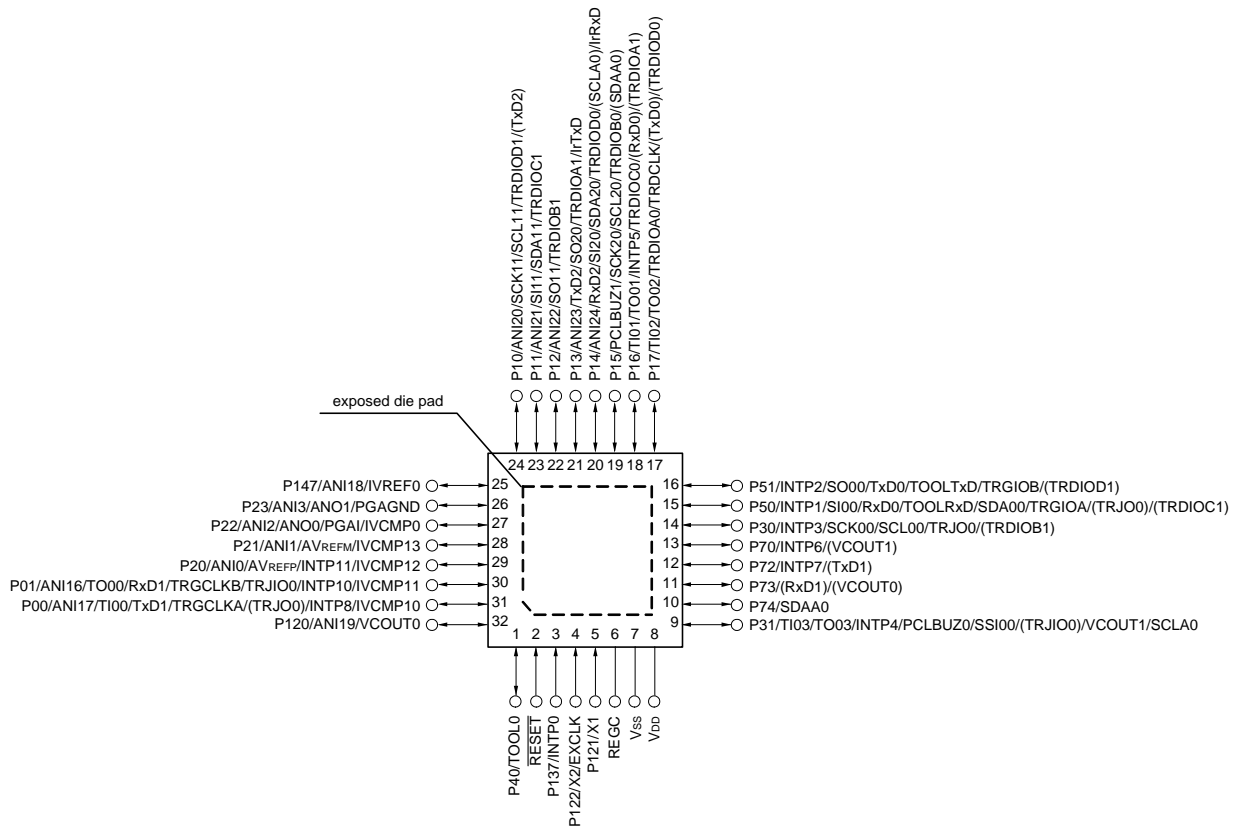 P10/ANI20/SCK11/SCL11/TRDIOD1/(TxD2)
P11/ANI21/SI11/SDA11/TRDIOC1
P12/ANI22/SO11/TRDIOB1
P13/ANI23/TxD2/SO20/TRDIOA1/IrTxD
P14/ANI24/RxD2/SI20/SDA20/TRDIOD0/(SCLA0)/IrRxD
P15/PCLBUZ1/SCK20/SCL20/TRDIOB0/(SDAA0)
P16/TI01/TO01/INTP5/TRDIOC0/(RxD0)/(TRDIOA1)
P17/TI02/TO02/TRDIOA0/TRDCLK/(TxD0)/(TRDIOD0)
exposed die pad
24 23 22 21 20 19 18 17
P147/ANI18/IVREF0 25
P23/ANI3/ANO1/PGAGND 26
P22/ANI2/ANO0/PGAI/IVCMP0 27
P21/ANI1/AVREFM/IVCMP13 28
P20/ANI0/AVREFP/INTP11/IVCMP12 29
P01/ANI16/TO00/RxD1/TRGCLKB/TRJIO0/INTP10/IVCMP11 30
P00/ANI17/TI00/TxD1/TRGCLKA/(TRJO0)/INTP8/IVCMP10 31
P120/ANI19/VCOUT0 32
16 P51/INTP2/SO00/TxD0/TOOLTxD/TRGIOB/(TRDIOD1)
15 P50/INTP1/SI00/RxD0/TOOLRxD/SDA00/TRGIOA/(TRJO0)/(TRDIOC1)
14 P30/INTP3/SCK00/SCL00/TRJO0/(TRDIOB1)
13 P70/INTP6/(VCOUT1)
12 P72/INTP7/(TxD1)
11 P73/(RxD1)/(VCOUT0)
10 P74/SDAA0
9 P31/TI03/TO03/INTP4/PCLBUZ0/SSI00/(TRJIO0)/VCOUT1/SCLA0
1 2 3 4 5 6 7 8
P40/TOOL0
RESET
P137/INTP0
P122/X2/EXCLK
P121/X1
REGC
VSS
VDD